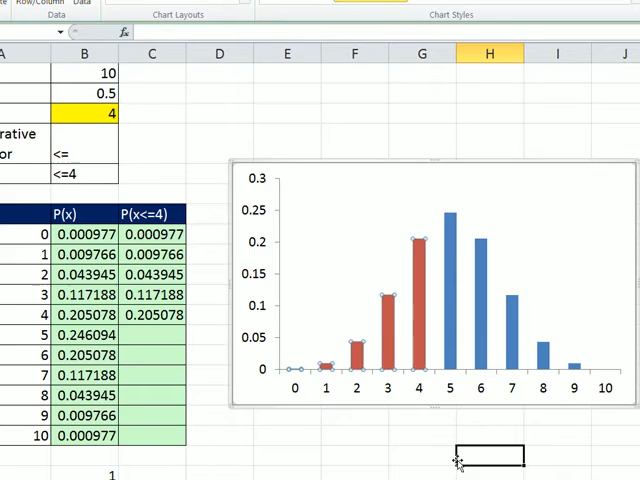 Row/Column Data
Data Chart Layouts Chart Styles
fx
A B C D E F G H I J
10
0.5
4
rative
or <=
<=4
P(x) P(x<=4)
0 0.000977 0.000977
1 0.009766 0.009766
2 0.043945 0.043945
3 0.117188 0.117188
4 0.205078 0.205078
5 0.246094
6 0.205078
7 0.117188
8 0.043945
9 0.009766
10 0.000977
1
0.3
0.25
0.2
0.15
0.1
0.05
0
0 1 2 3 4 5 6 7 8 9 10